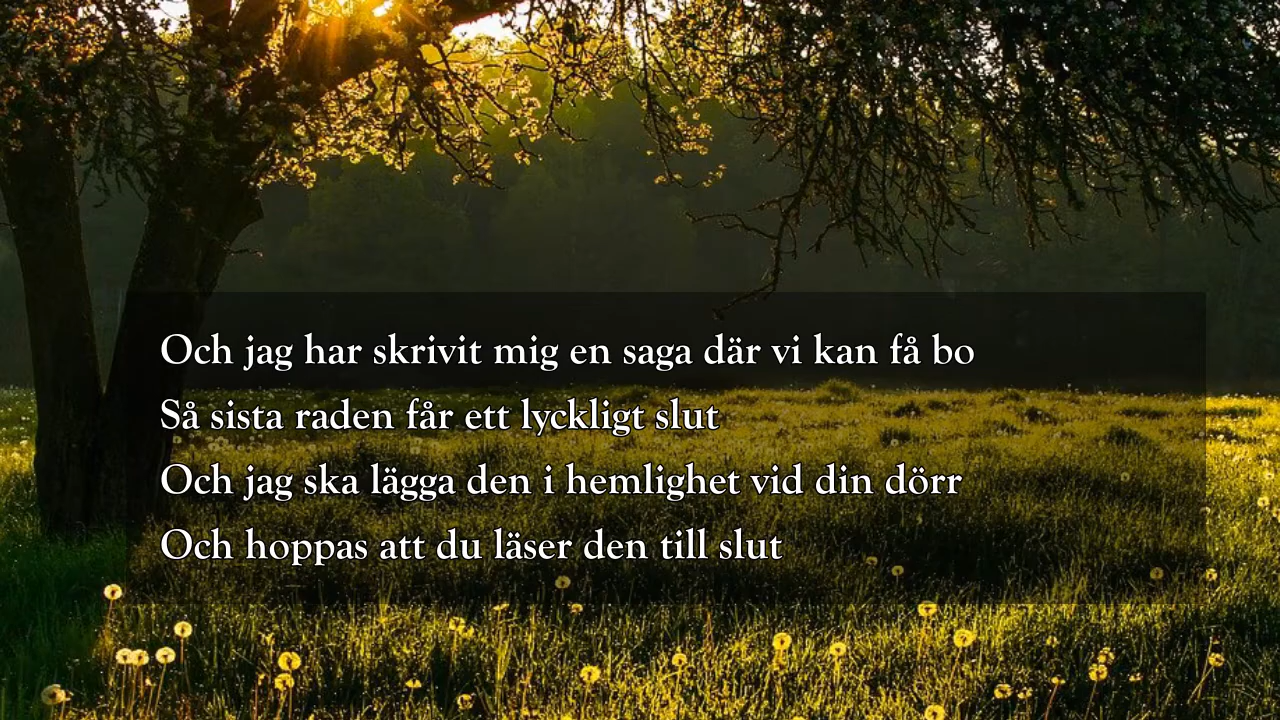 Och jag har skrivit mig en saga där vi kan få bo
Så sista raden får ett lyckligt slut
Och jag ska lägga den i hemlighet vid din dörr
Och hoppas att du läser den till slut